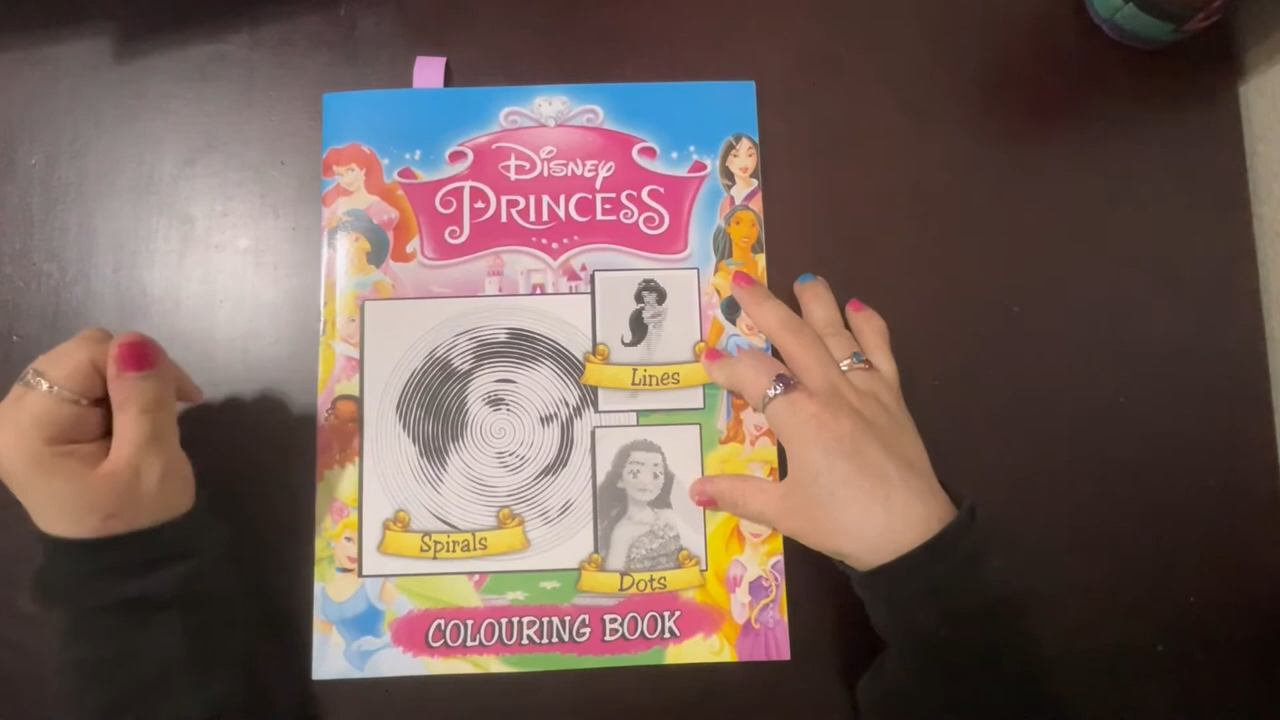 Disney
PRINCESS
Lines
Spirals
Dots
COLOURING BOOK